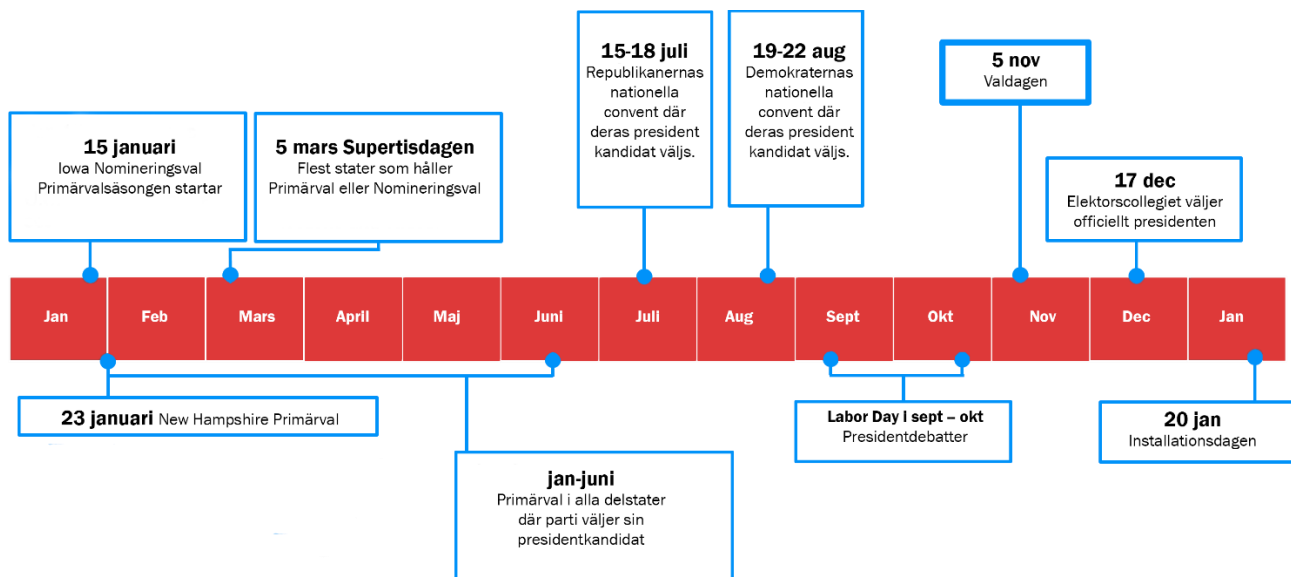 15-18 juli
Republikanernas
nationella
convent där
deras president
kandidat väljs.
19-22 aug
Demokraternas
nationella
convent där
deras president
kandidat väljs.
5 nov
Valdagen
15 januari
Iowa Nomineringsval
Primärvalsäsongen startar
5 mars Supertisdagen
Flest stater som håller
Primärval eller Nomineringsval
17 dec
Elektorscollegiet väljer
officiellt presidenten
Jan Feb Mars April Maj Juni Juli Aug Sept Okt Nov Dec Jan
23 januari New Hampshire Primärval
Labor Day I sept – okt
Presidentdebatter
20 jan
Installationsdagen
jan-juni
Primärval i alla delstater
där parti väljer sin
presidentkandidat